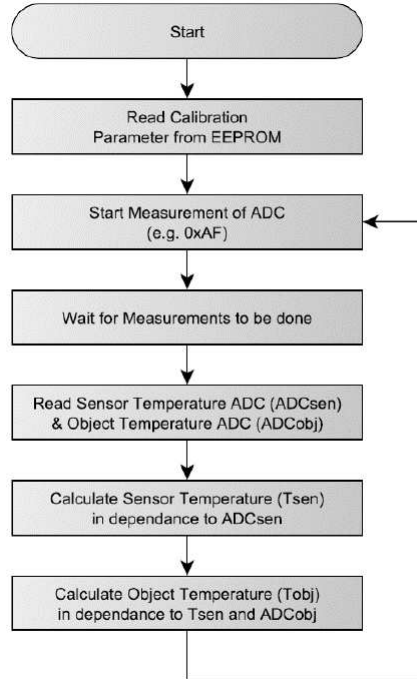 Start
Read Calibration
Parameter from EEPROM
Start Measurement of ADC
(e.g. 0xAF)
Wait for Measurements to be done
Read Sensor Temperature ADC (ADCsen)
& Object Temperature ADC (ADCobj)
Calculate Sensor Temperature (Tsen)
in dependance to ADCsen
Calculate Object Temperature (Tobj)
in dependance to Tsen and ADCobj